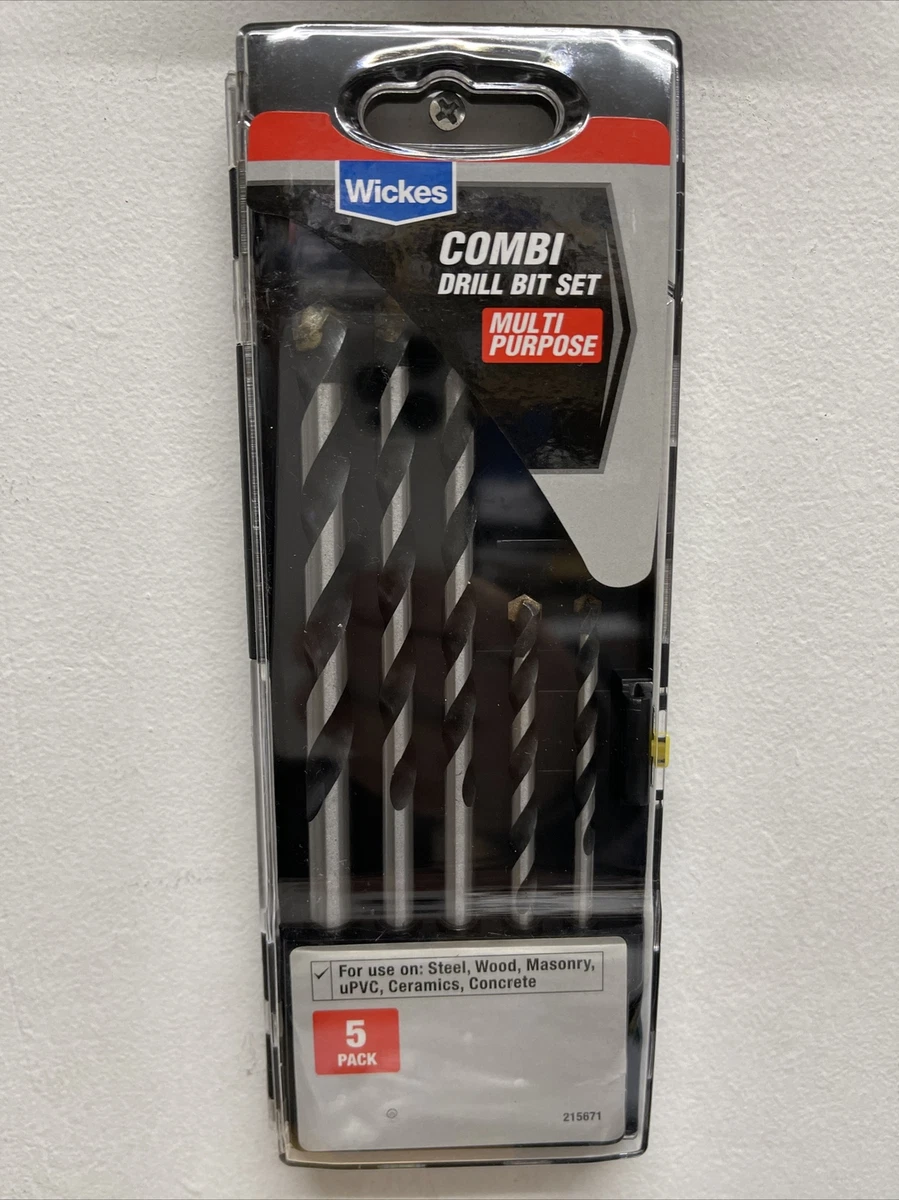 Wickes
COMBI
DRILL BIT SET
MULTI
PURPOSE
For use on: Steel, Wood, Masonry,
uPVC, Ceramics, Concrete
5
PACK
215671